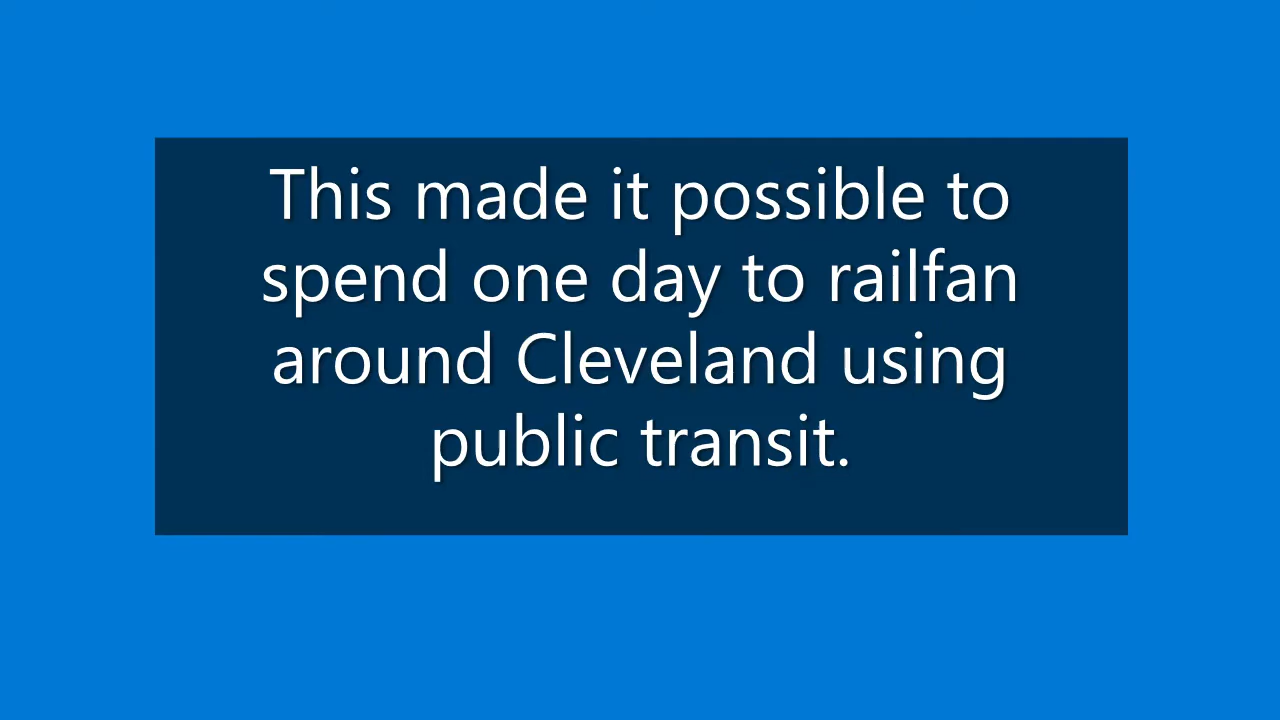 This made it possible to
spend one day to railfan
around Cleveland using
public transit.